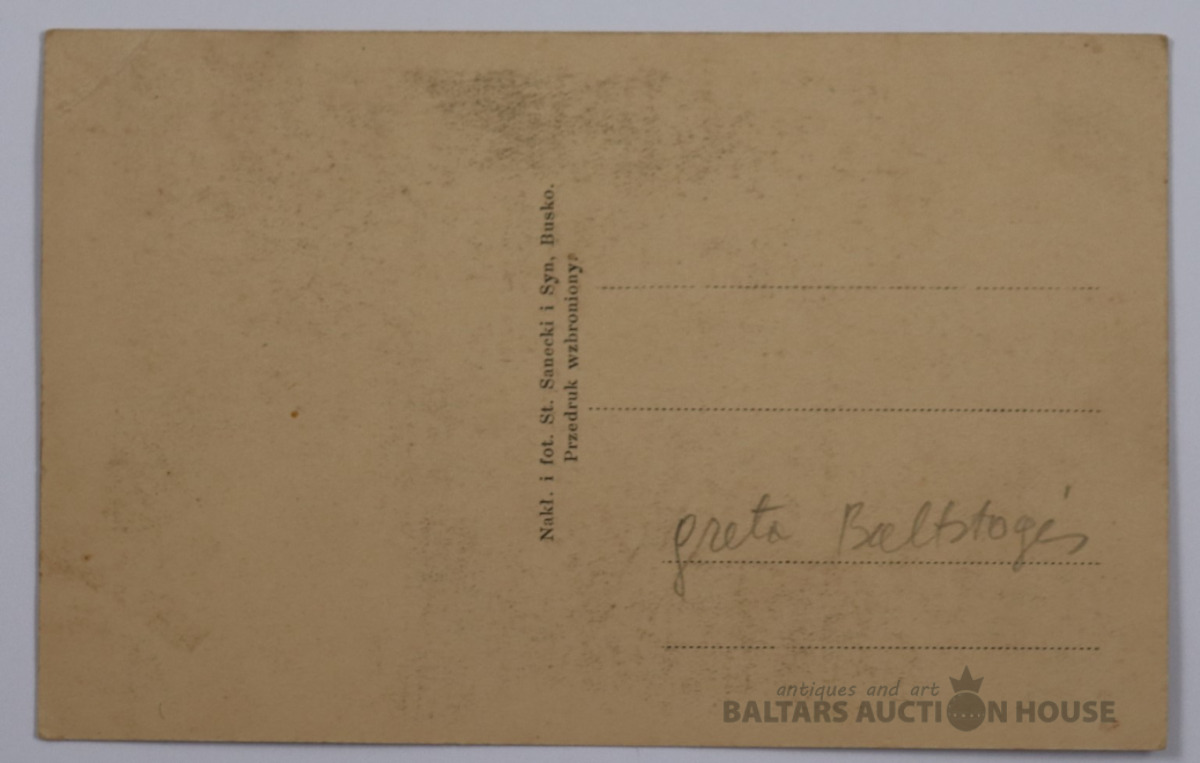 Nakł. i fot. St. Sanecki i Syn, Busko.
Przedruk wzbroniony.
greta Baltstogės
antiques and art
BALTARS AUCTION HOUSE